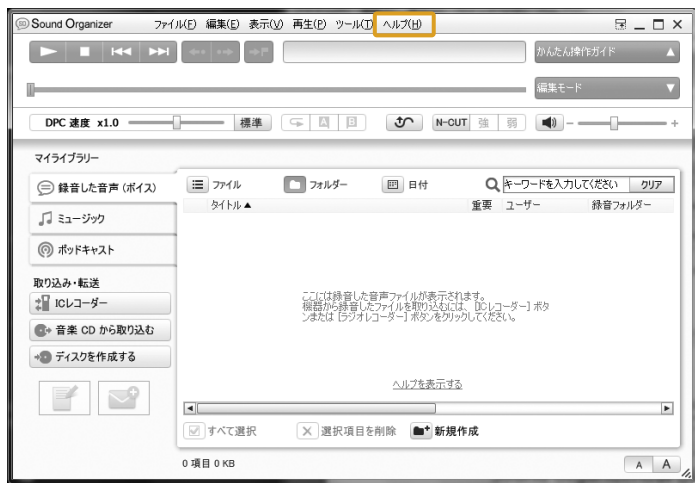 Sound Organizer ファイル(F) 編集(E) 表示(V) 再生(P) ツール(T) ヘルプ(H)
かんたん操作ガイド
編集モード
DPC 速度 x1.0 標準 A B N-CUT 強 弱
マイライブラリー
録音した音声 (ボイス)
ミュージック
ポッドキャスト
取り込み・転送
ICレコーダー
音楽 CD から取り込む
ディスクを作成する
ファイル フォルダー 日付 キーワードを入力してください クリア
タイトル▲ 重要 ユーザー 録音フォルダー
ここには録音した音声ファイルが表示されます。
機器から録音したファイルを取り込むには、[ICレコーダー] ボタ
ンまたは [ラジオレコーダー] ボタンをクリックしてください。
ヘルプを表示する
すべて選択 選択項目を削除 新規作成
0 項目 0 KB A A